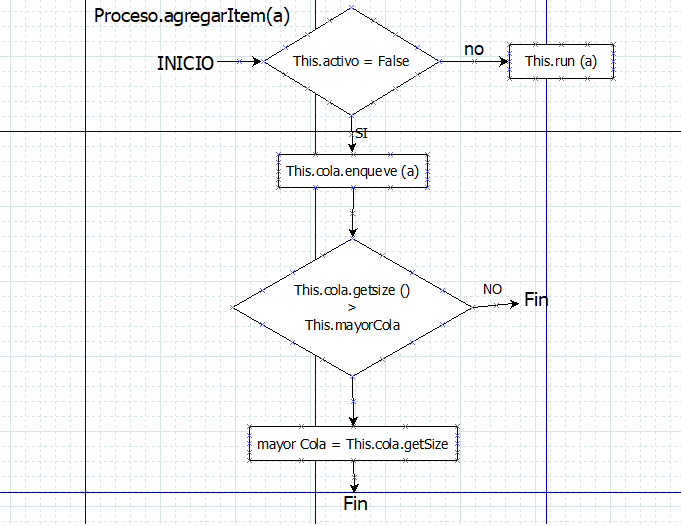 Proceso.agregarItem(a)
INICIO
This.activo = False
no
This.run (a)
SI
This.cola.enqueve (a)
This.cola.getsize ()
>
This.mayorCola
NO
Fin
mayor Cola = This.cola.getSize
Fin